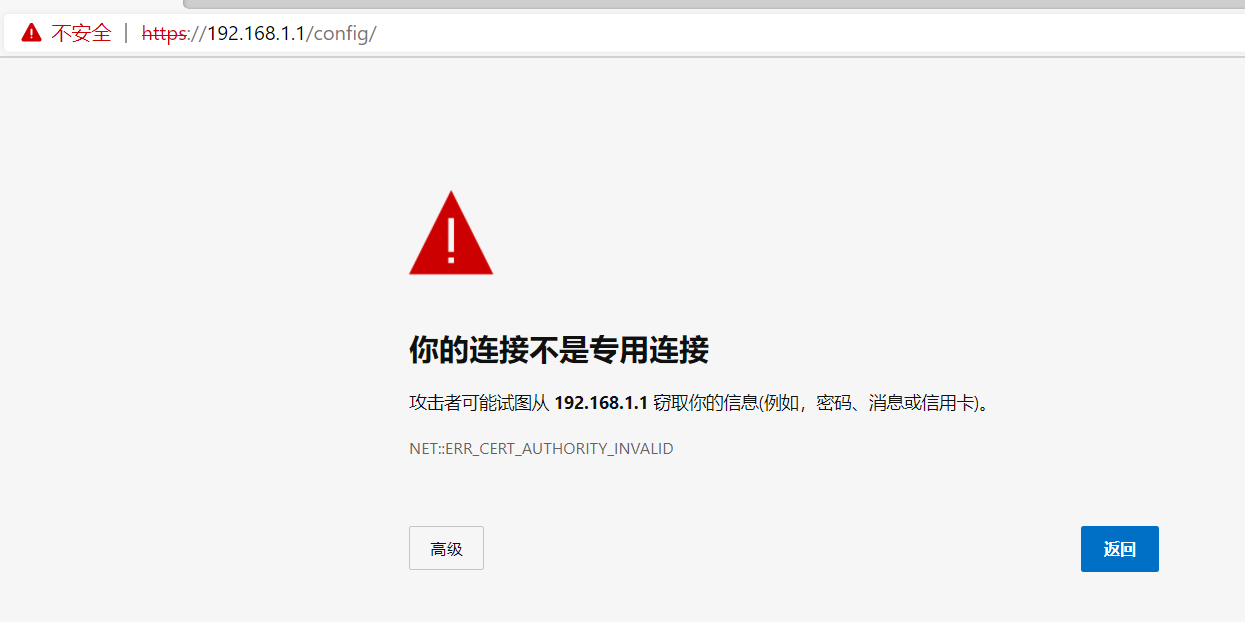 不安全 | https://192.168.1.1/config/
你的连接不是专用连接
攻击者可能试图从 192.168.1.1 窃取你的信息(例如，密码、消息或信用卡)。
NET::ERR_CERT_AUTHORITY_INVALID
高级 返回